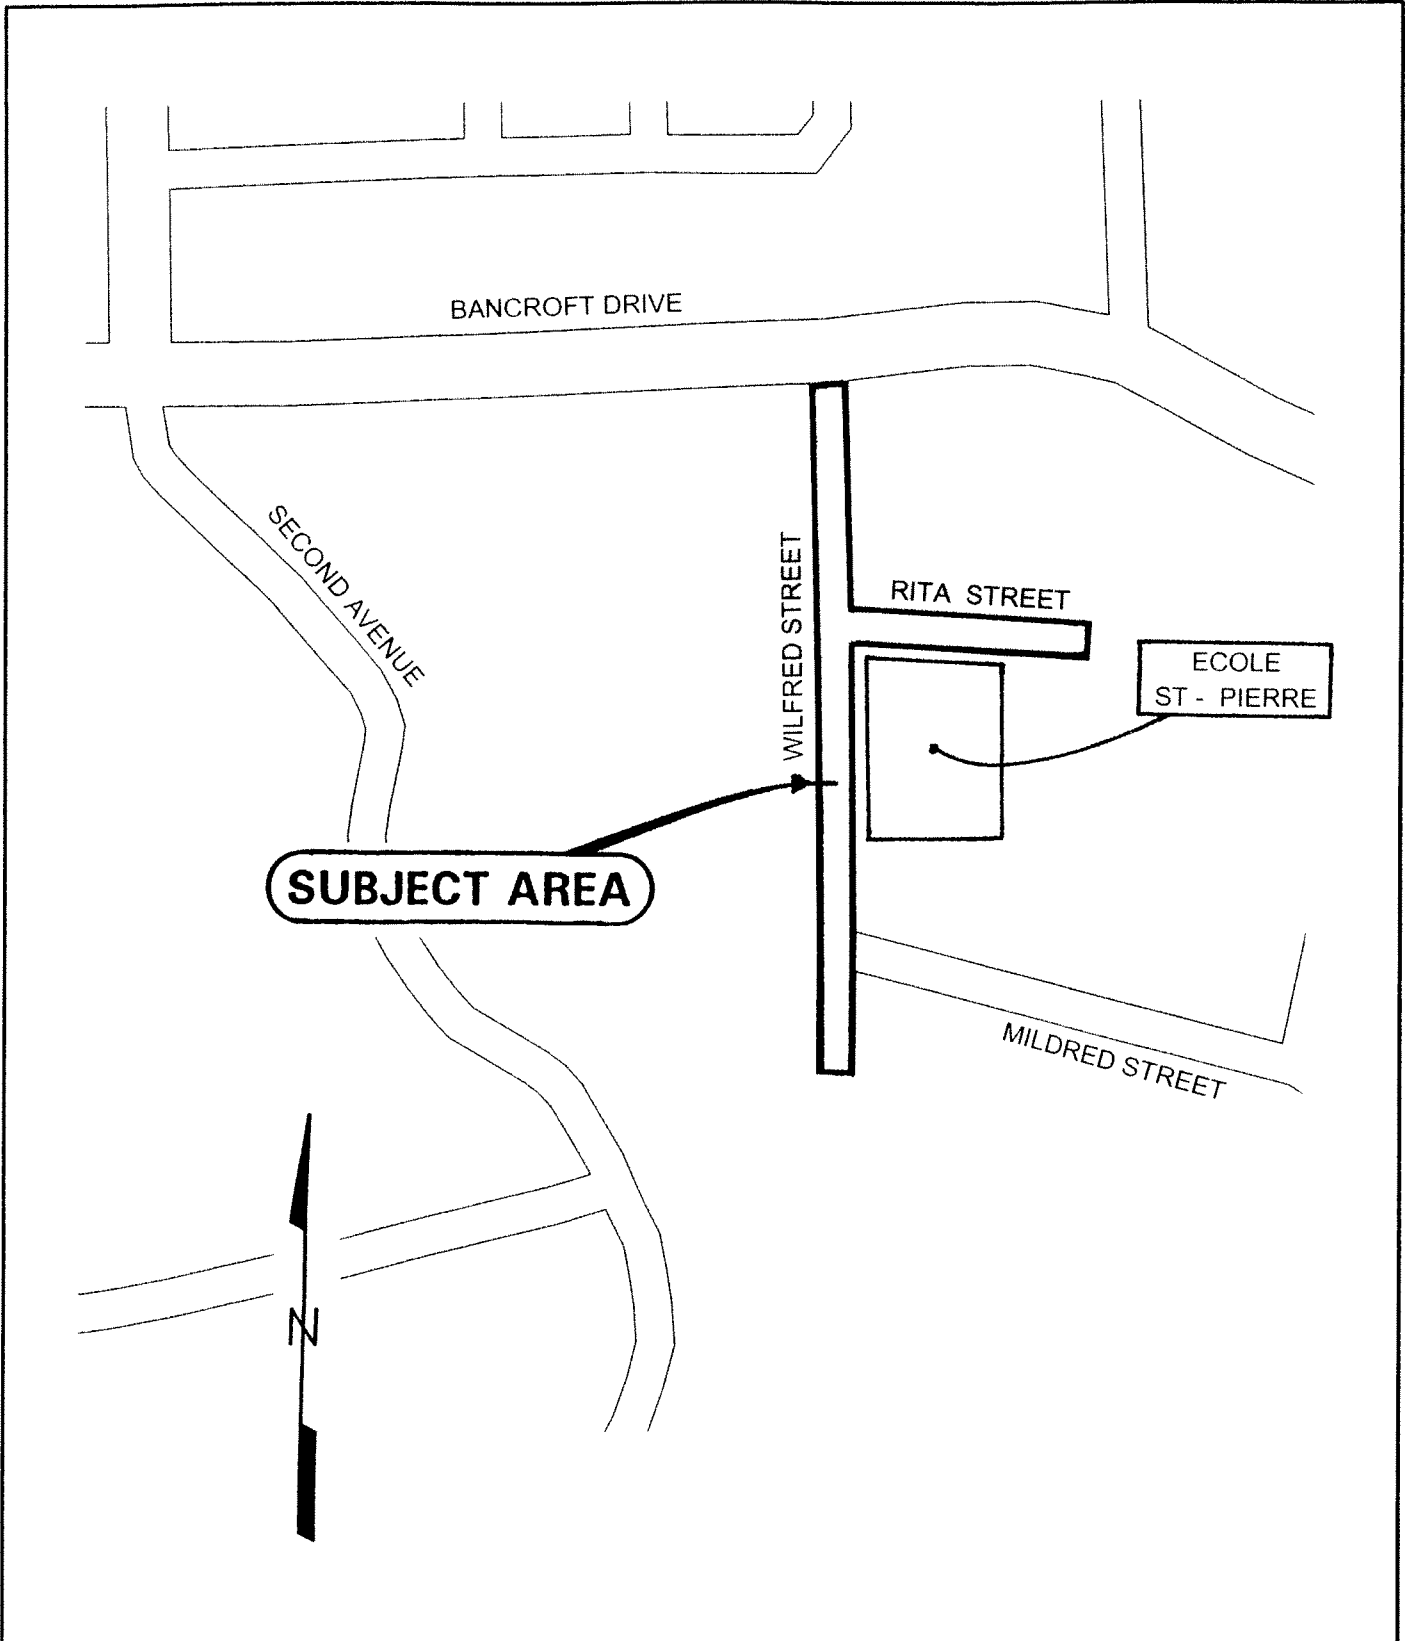 BANCROFT DRIVE
SECOND AVENUE
WILFRED STREET
RITA STREET
ECOLE
ST - PIERRE
SUBJECT AREA
MILDRED STREET
N